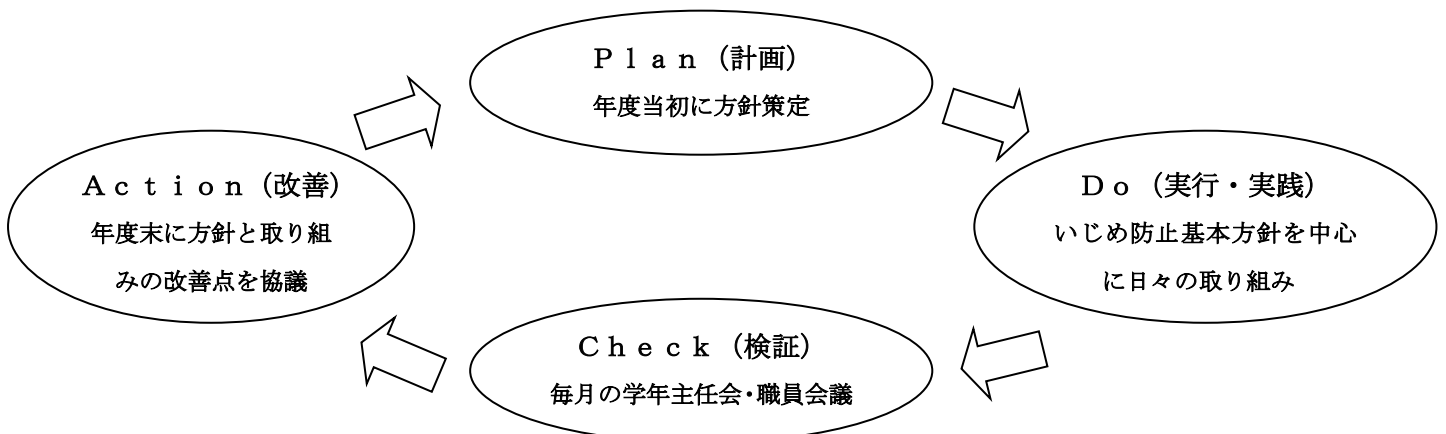 Ｐｌａｎ（計画）
年度当初に方針策定
Ｄｏ（実行・実践）
いじめ防止基本方針を中心
に日々の取り組み
Ｃｈｅｃｋ（検証）
毎月の学年主任会・職員会議
Ａｃｔｉｏｎ（改善）
年度末に方針と取り組
みの改善点を協議